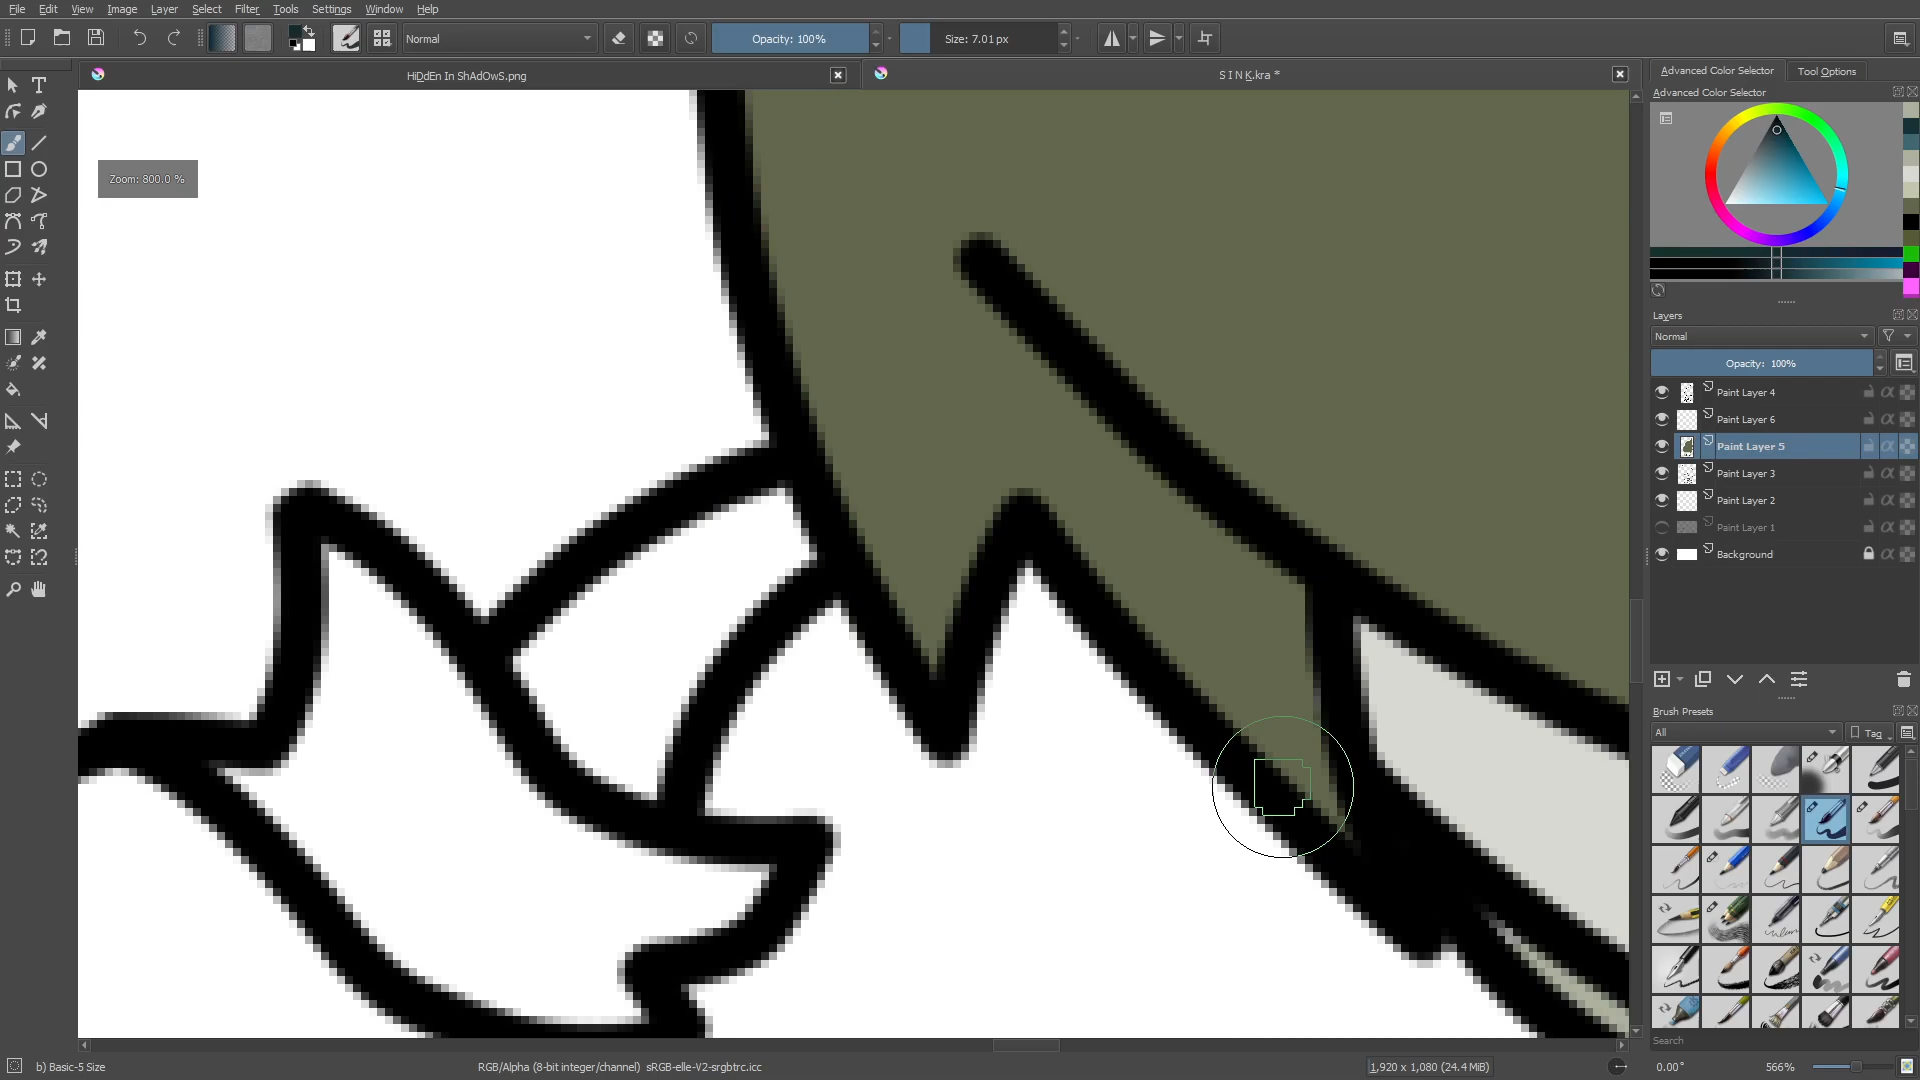 File Edit View Image Layer Select Filter Tools Settings Window Help
Normal
Opacity: 100%
Size: 7.01 px
HiDdEn In ShAdOwS.png
S I N K.kra *
Advanced Color Selector
Tool Options
Advanced Color Selector
Zoom: 800.0 %
Layers
Normal
Opacity: 100%
Paint Layer 4
Paint Layer 6
Paint Layer 5
Paint Layer 3
Paint Layer 2
Paint Layer 1
Background
Brush Presets
All
Tag
Search
b) Basic-5 Size
RGB/Alpha (8-bit integer/channel) sRGB-elle-V2-srgbtrc.icc
1,920 x 1,080 (24.4 MiB)
0.00°
566%